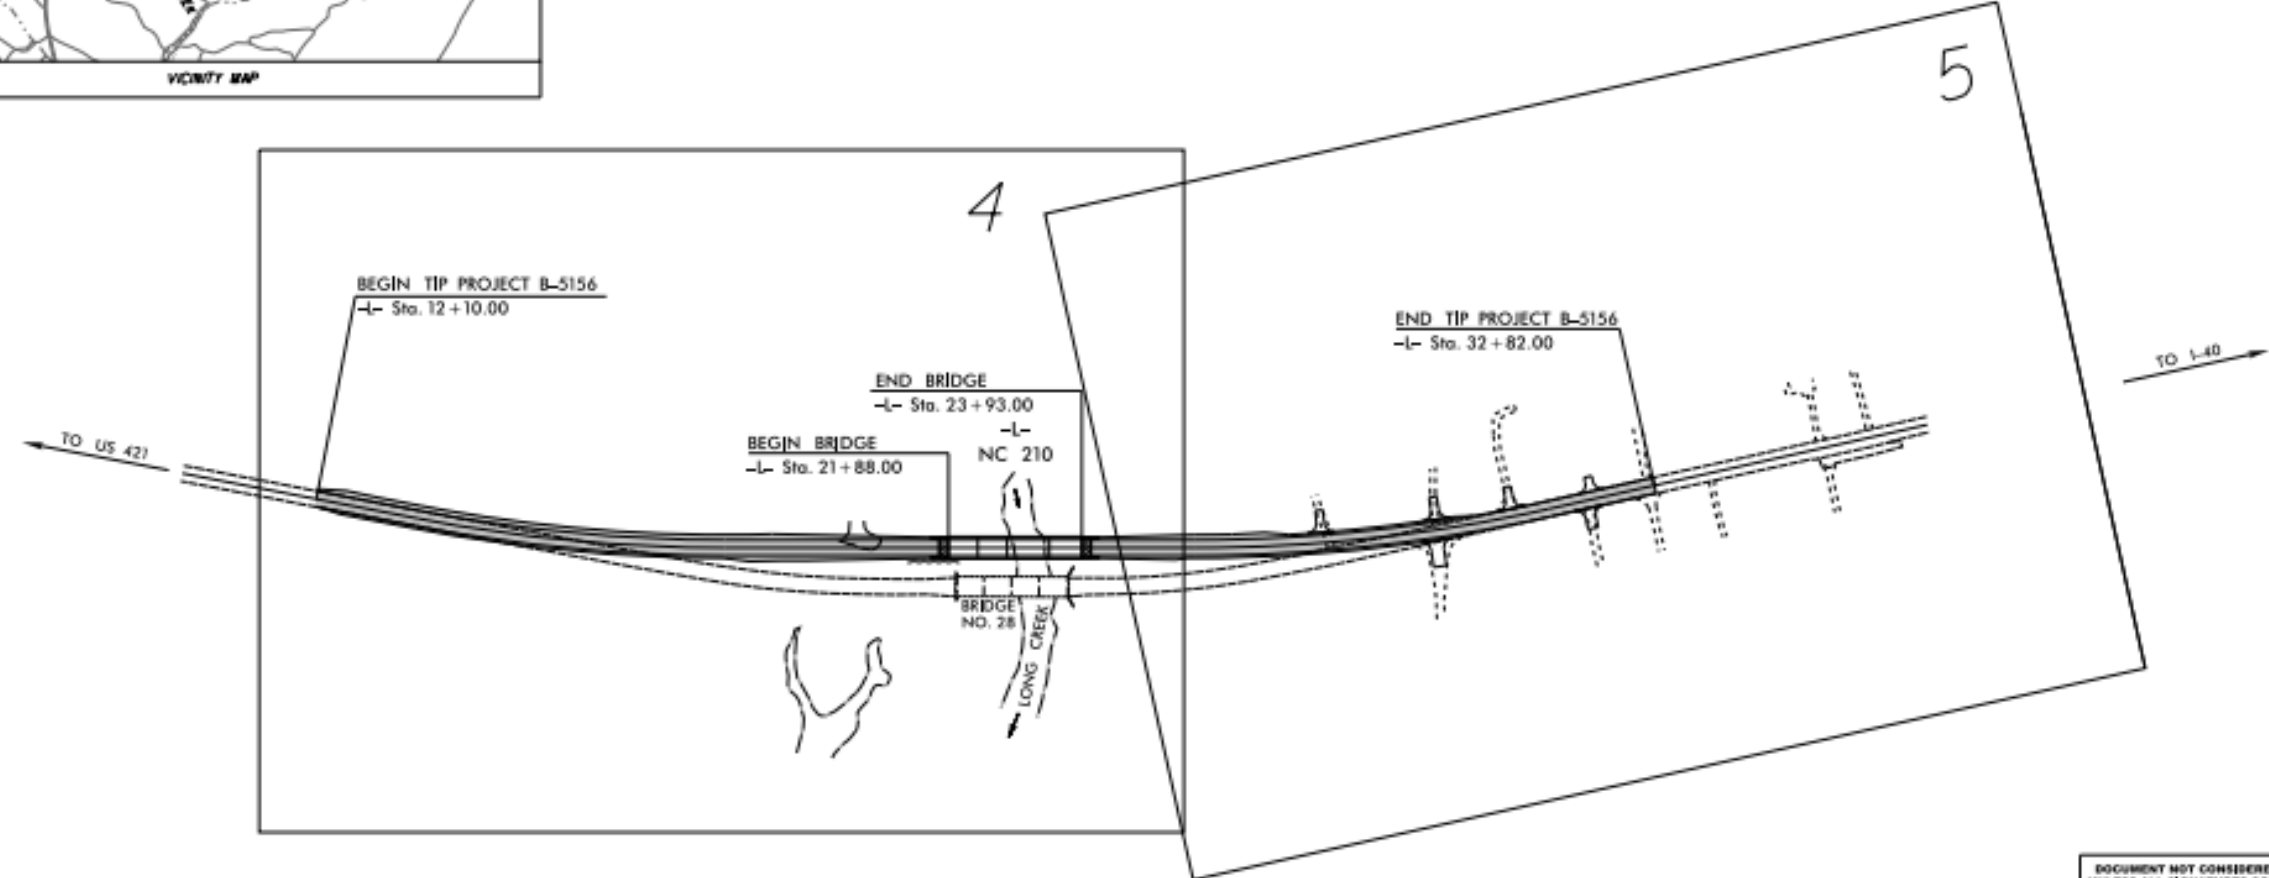 VICINITY MAP
5
4
BEGIN TIP PROJECT B-5156
-L- Sta. 12+10.00
END TIP PROJECT B-5156
-L- Sta. 32+82.00
TO I-40
END BRIDGE
-L- Sta. 23+93.00
-L-
NC 210
BEGIN BRIDGE
-L- Sta. 21+88.00
TO US 421
BRIDGE
NO. 28
LONG CREEK
DOCUMENT NOT CONSIDERE